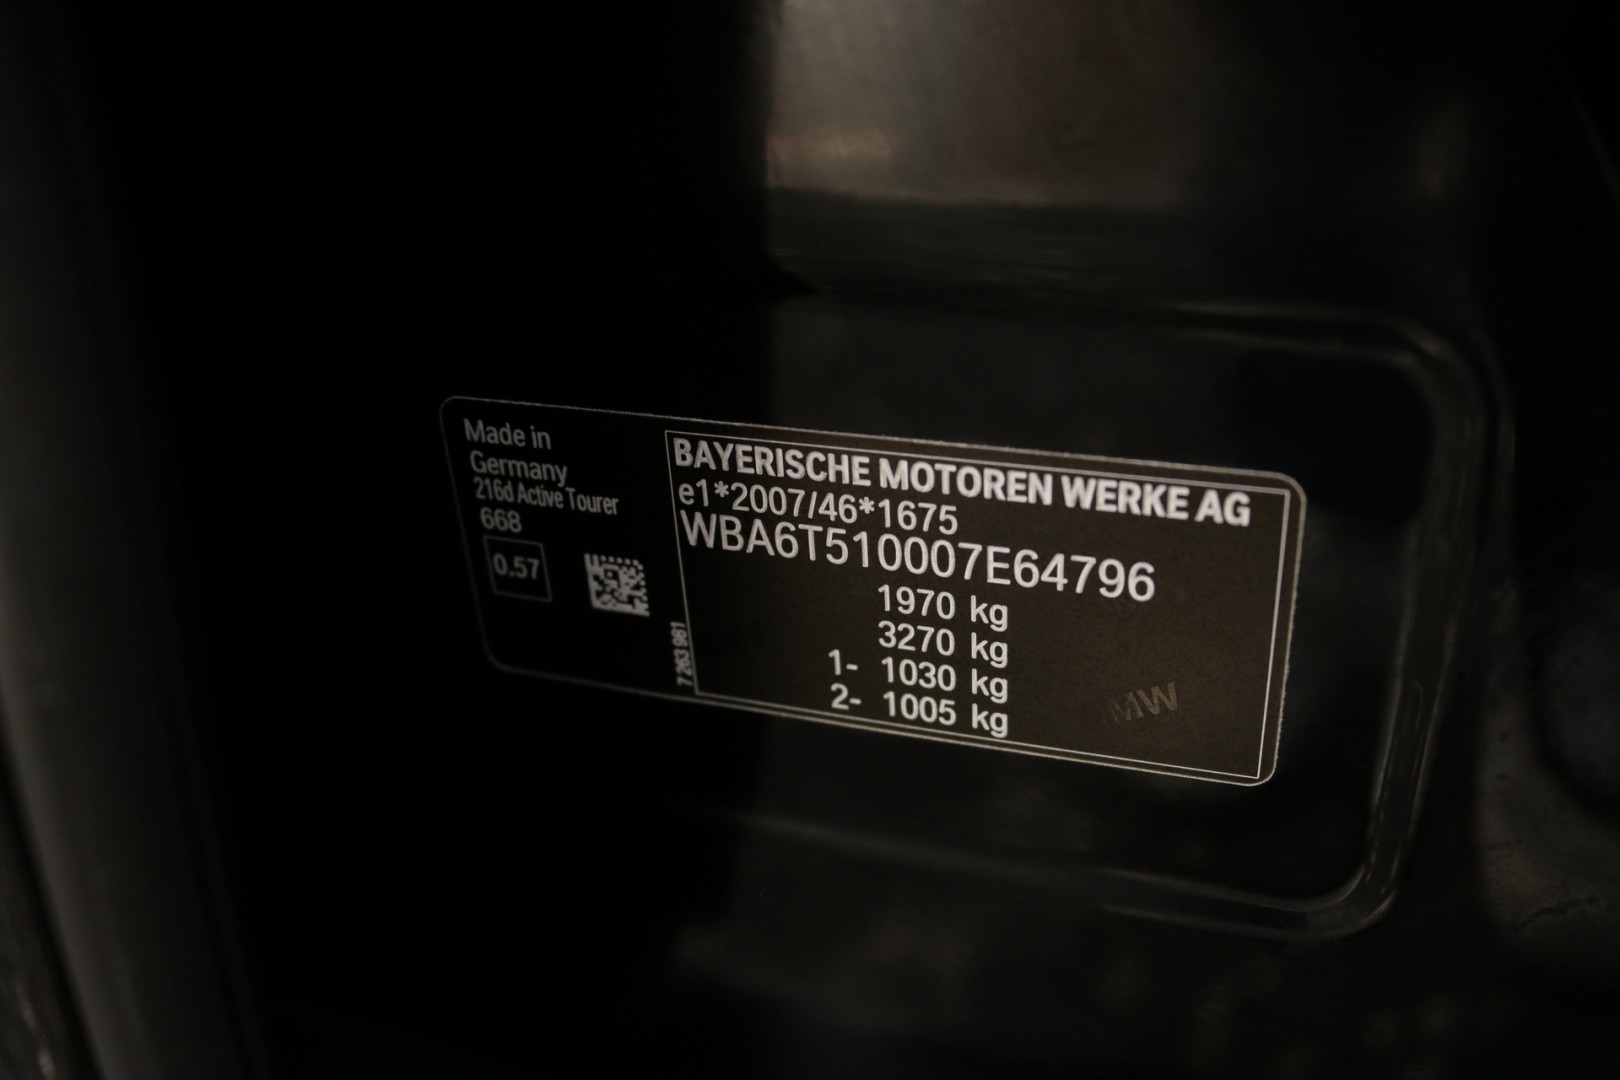 Made in
Germany
216d Active Tourer
668
0.57
7 263 981
BAYERISCHE MOTOREN WERKE AG
e1*2007/46*1675
WBA6T510007E64796
1970 kg
3270 kg
1- 1030 kg
2- 1005 kg
BMW